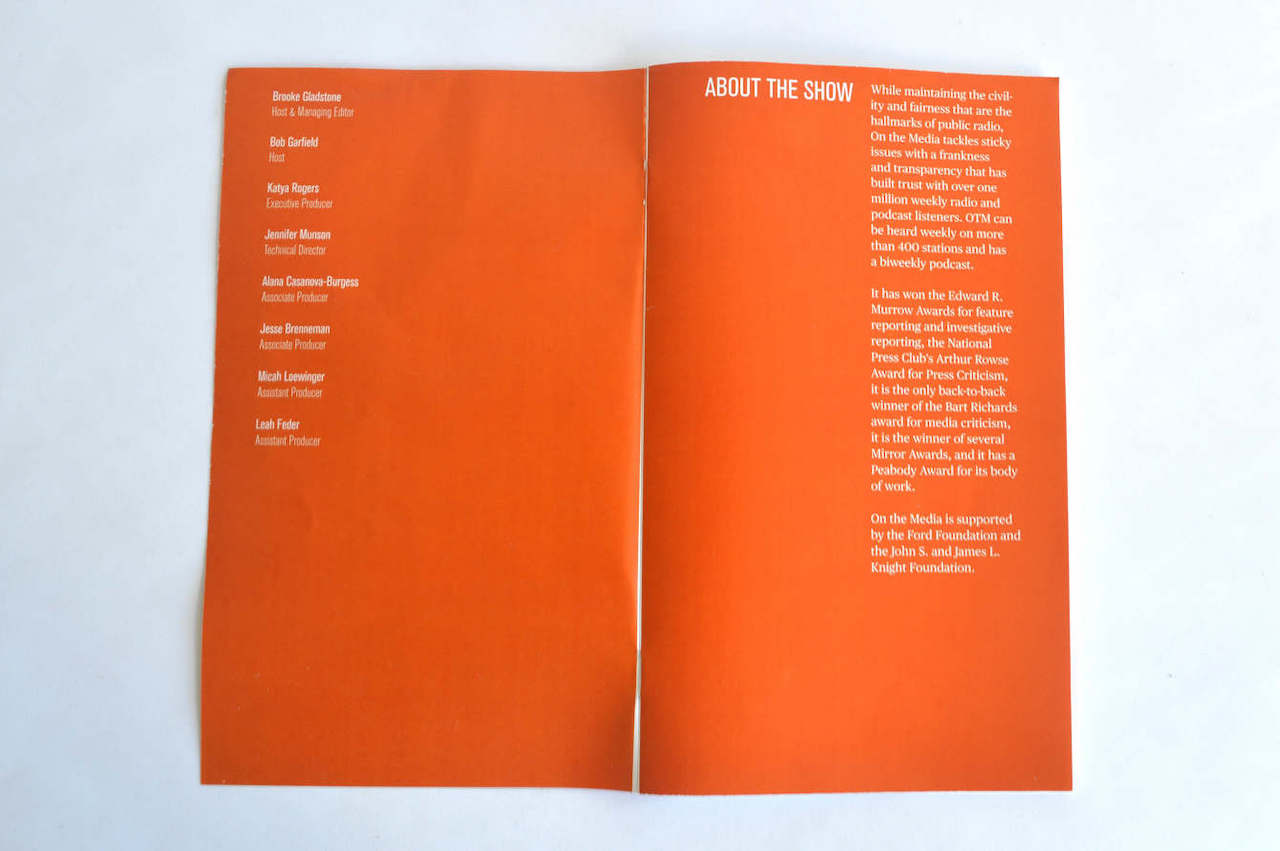 Brooke Gladstone
Host & Managing Editor
Bob Garfield
Host
Katya Rogers
Executive Producer
Jennifer Munson
Technical Director
Alana Casanova-Burgess
Associate Producer
Jesse Brenneman
Associate Producer
Micah Loewinger
Assistant Producer
Leah Feder
Assistant Producer
ABOUT THE SHOW
While maintaining the civil-
ity and fairness that are the
hallmarks of public radio,
On the Media tackles sticky
issues with a frankness
and transparency that has
built trust with over one
million weekly radio and
podcast listeners. OTM can
be heard weekly on more
than 400 stations and has
a biweekly podcast.
It has won the Edward R.
Murrow Awards for feature
reporting and investigative
reporting, the National
Press Club's Arthur Rowse
Award for Press Criticism,
it is the only back-to-back
winner of the Bart Richards
award for media criticism,
it is the winner of several
Mirror Awards, and it has a
Peabody Award for its body
of work.
On the Media is supported
by the Ford Foundation and
the John S. and James L.
Knight Foundation.